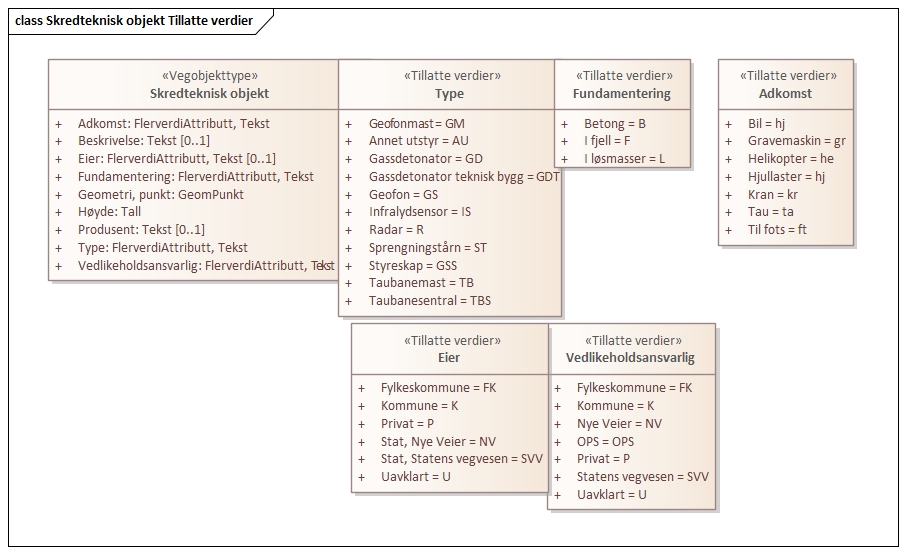 class Skredteknisk objekt Tillatte verdier
«Vegobjekttype»
Skredteknisk objekt
+ Adkomst: FlerverdiAttributt, Tekst
+ Beskrivelse: Tekst [0..1]
+ Eier: FlerverdiAttributt, Tekst [0..1]
+ Fundamentering: FlerverdiAttributt, Tekst
+ Geometri, punkt: GeomPunkt
+ Høyde: Tall
+ Produsent: Tekst [0..1]
+ Type: FlerverdiAttributt, Tekst
+ Vedlikeholdsansvarlig: FlerverdiAttributt, Tekst
«Tillatte verdier»
Type
+ Geofonmast= GM
+ Annet utstyr = AU
+ Gassdetonator = GD
+ Gassdetonator teknisk bygg = GDT
+ Geofon = GS
+ Infralydsensor = IS
+ Radar = R
+ Sprengningstårn = ST
+ Styreskap = GSS
+ Taubanemast = TB
+ Taubanesentral = TBS
«Tillatte verdier»
Fundamentering
+ Betong = B
+ I fjell = F
+ I løsmasser = L
«Tillatte verdier»
Adkomst
+ Bil = hj
+ Gravemaskin = gr
+ Helikopter = he
+ Hjullaster = hj
+ Kran = kr
+ Tau = ta
+ Til fots = ft
«Tillatte verdier»
Eier
+ Fylkeskommune = FK
+ Kommune = K
+ Privat = P
+ Stat, Nye Veier = NV
+ Stat, Statens vegvesen = SVV
+ Uavklart = U
«Tillatte verdier»
Vedlikeholdsansvarlig
+ Fylkeskommune = FK
+ Kommune = K
+ Nye Veier = NV
+ OPS = OPS
+ Privat = P
+ Statens vegvesen = SVV
+ Uavklart = U